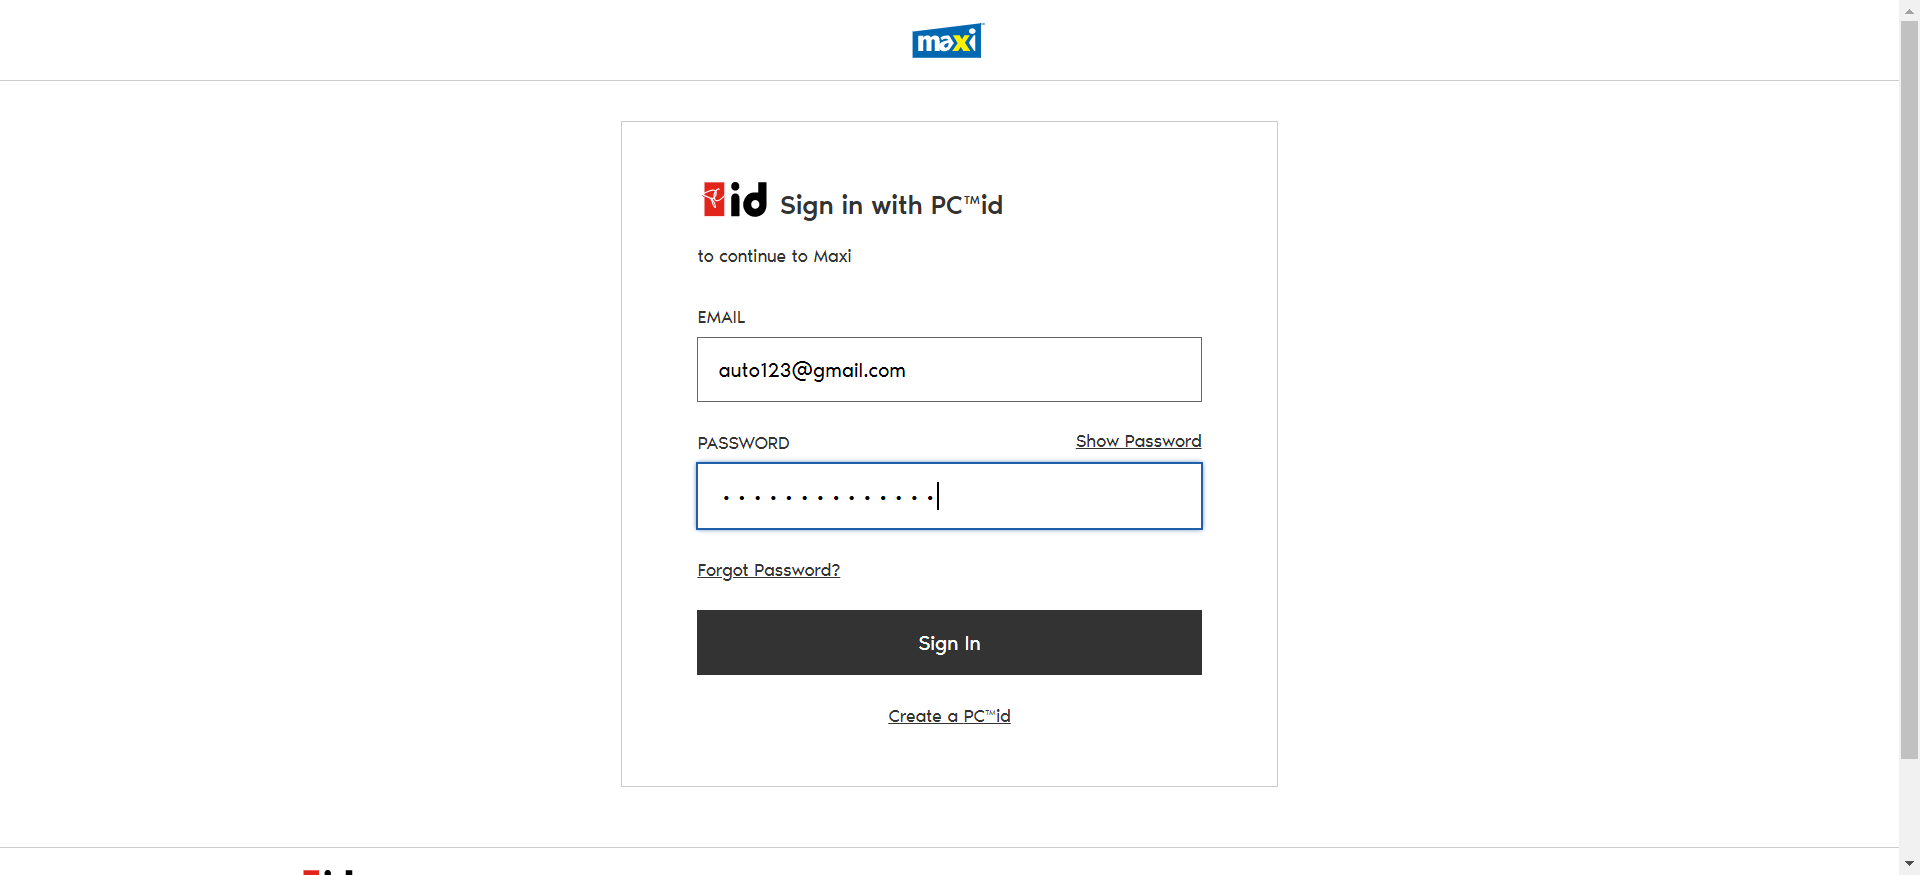 maxi
id Sign in with PC™id
to continue to Maxi
EMAIL
auto123@gmail.com
PASSWORD
Show Password
••••••••••••••
Forgot Password?
Sign In
Create a PC™id